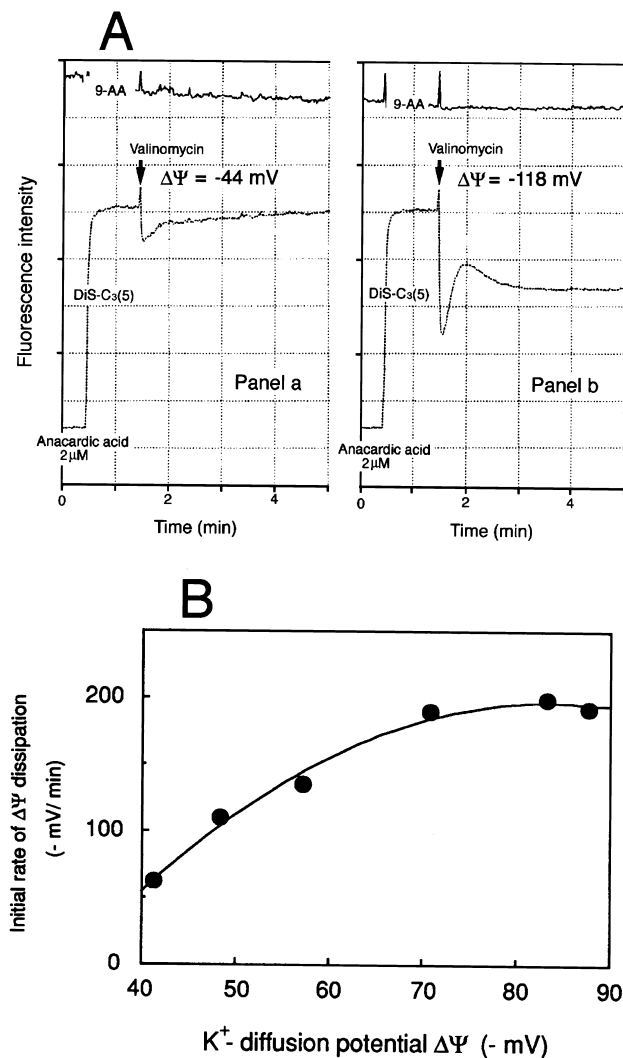 A
9-AA
Valinomycin
ΔΨ = -44 mV
DiS-C₃(5)
Panel a
Anacardic acid
2μM
0
2
4
Time (min)
Fluorescence intensity
9-AA
Valinomycin
ΔΨ = -118 mV
DiS-C₃(5)
Panel b
Anacardic acid
2μM
0
2
4
Time (min)
B
Initial rate of ΔΨ dissipation
(- mV/ min)
200
100
0
40
50
60
70
80
90
K⁺- diffusion potential ΔΨ (- mV)